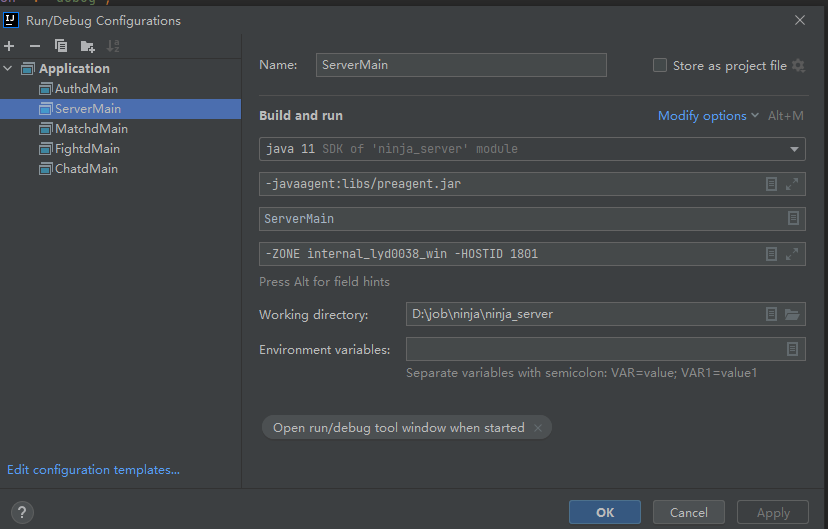 Run/Debug Configurations
Application
AuthdMain
ServerMain
MatchdMain
FightdMain
ChatdMain
Edit configuration templates...
Name: ServerMain Store as project file
Build and run Modify options Alt+M
java 11 SDK of 'ninja_server' module
-javaagent:libs/preagent.jar
ServerMain
-ZONE internal_lyd0038_win -HOSTID 1801
Press Alt for field hints
Working directory: D:\job\ninja\ninja_server
Environment variables:
Separate variables with semicolon: VAR=value; VAR1=value1
Open run/debug tool window when started
? OK Cancel Apply